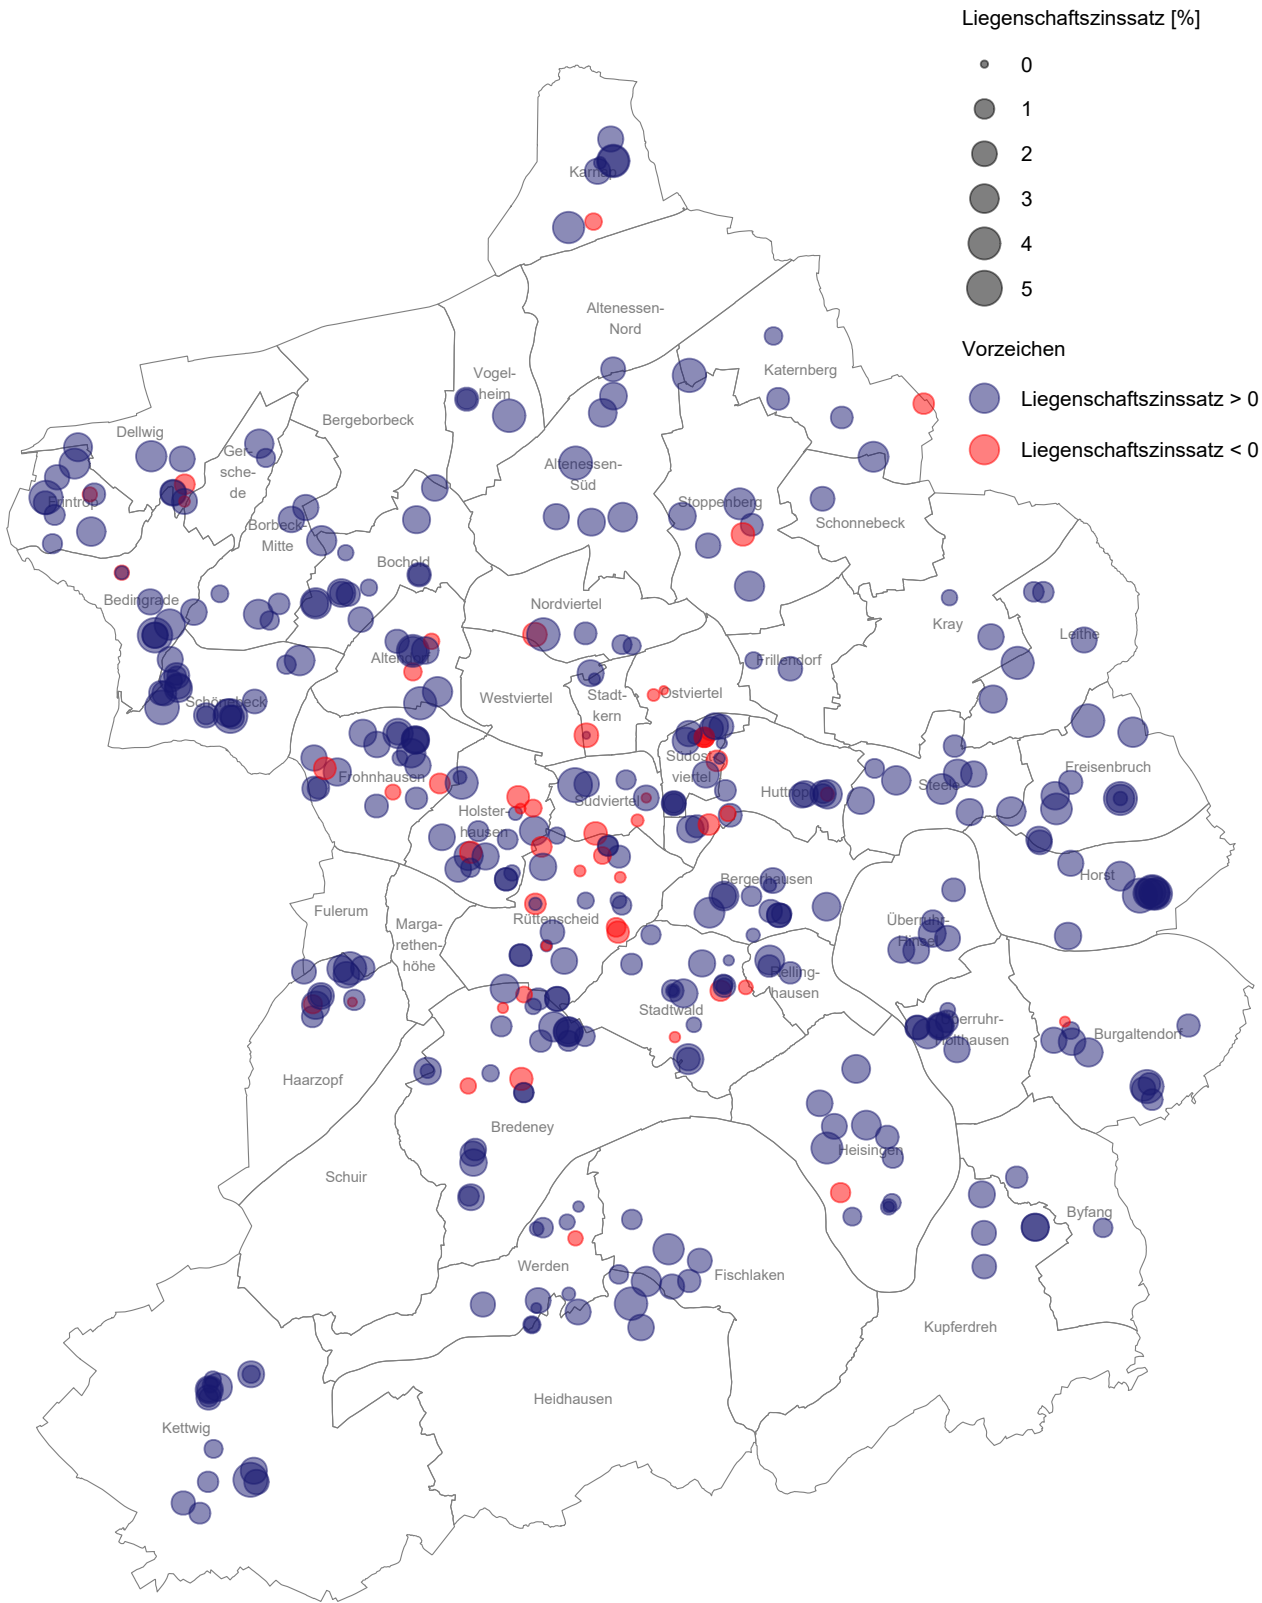 Liegenschaftszinssatz [%]
0
1
2
3
4
5
Vorzeichen
Liegenschaftszinssatz > 0
Liegenschaftszinssatz < 0
Karnap
Altenessen-
Nord
Katernberg
Vogel-
heim
Bergeborbeck
Dellwig
Ger-
sche-
de
Altenessen-
Süd
Stoppenberg
Schonnebeck
Frintrop
Borbeck-
Mitte
Bochold
Bedingrade
Nordviertel
Kray
Leithe
Altendorf
Frillendorf
Westviertel
Stadt-
kern
Ostviertel
Schönebeck
Südost-
viertel
Freisenbruch
Frohnhausen
Steele
Huttrop
Südviertel
Holster-
hausen
Horst
Bergerhausen
Fulerum
Marga-
rethen-
höhe
Rüttenscheid
Überruhr-
Hinsel
Relling-
hausen
Stadtwald
Überruhr-
Holthausen
Burgaltendorf
Haarzopf
Bredeney
Heisingen
Schuir
Byfang
Werden
Fischlaken
Kupferdreh
Heidhausen
Kettwig